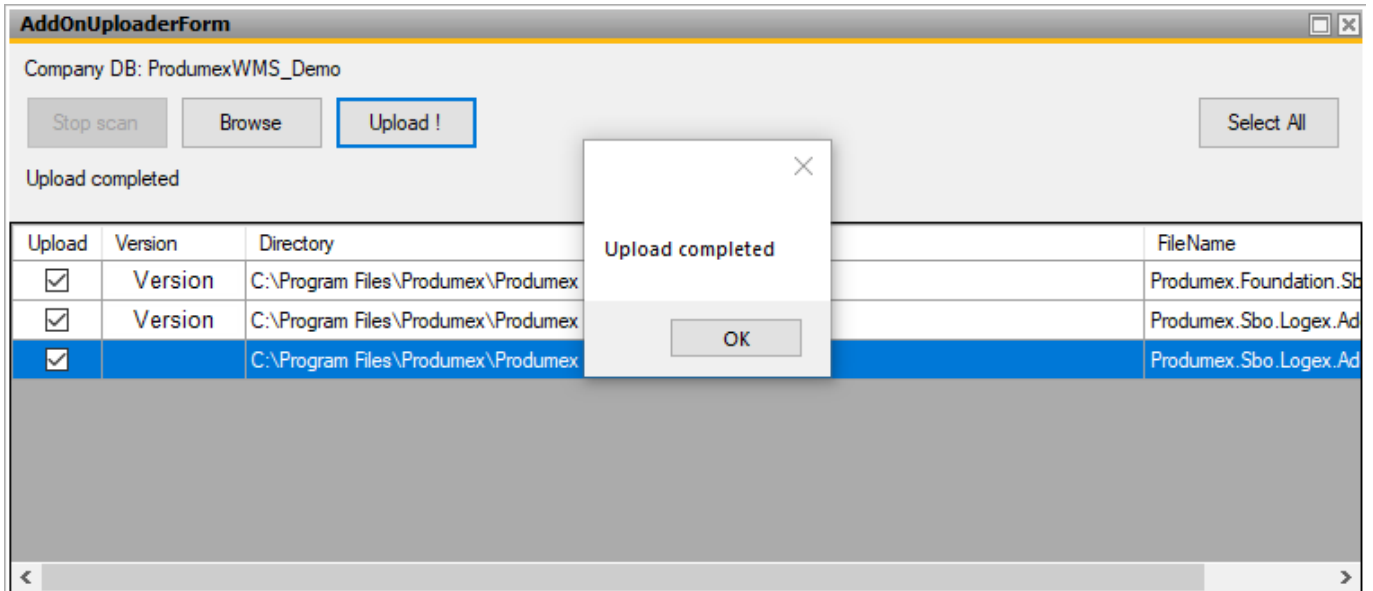 AddOnUploaderForm
Company DB: ProdumexWMS_Demo
Stop scan Browse Upload ! Select All
Upload completed
Upload completed
OK
Upload Version Directory FileName
Version C:\Program Files\Produmex\Produmex Produmex.Foundation.Sb
Version C:\Program Files\Produmex\Produmex Produmex.Sbo.Logex.Ad
C:\Program Files\Produmex\Produmex Produmex.Sbo.Logex.Ad